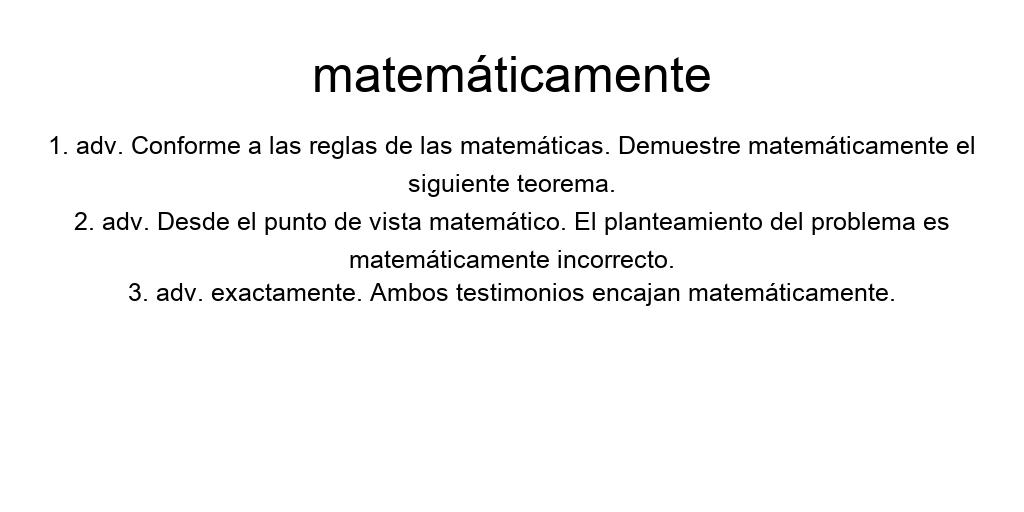 matemáticamente
1. adv. Conforme a las reglas de las matemáticas. Demuestre matemáticamente el
siguiente teorema.
2. adv. Desde el punto de vista matemático. El planteamiento del problema es
matemáticamente incorrecto.
3. adv. exactamente. Ambos testimonios encajan matemáticamente.